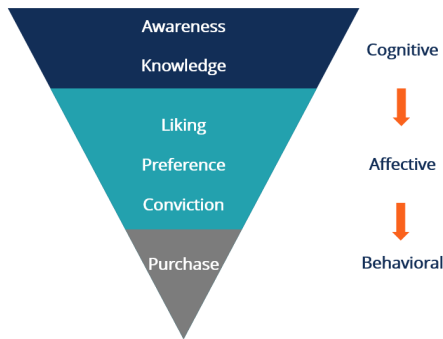 Awareness
Knowledge
Cognitive
Liking
Preference
Conviction
Affective
Purchase
Behavioral